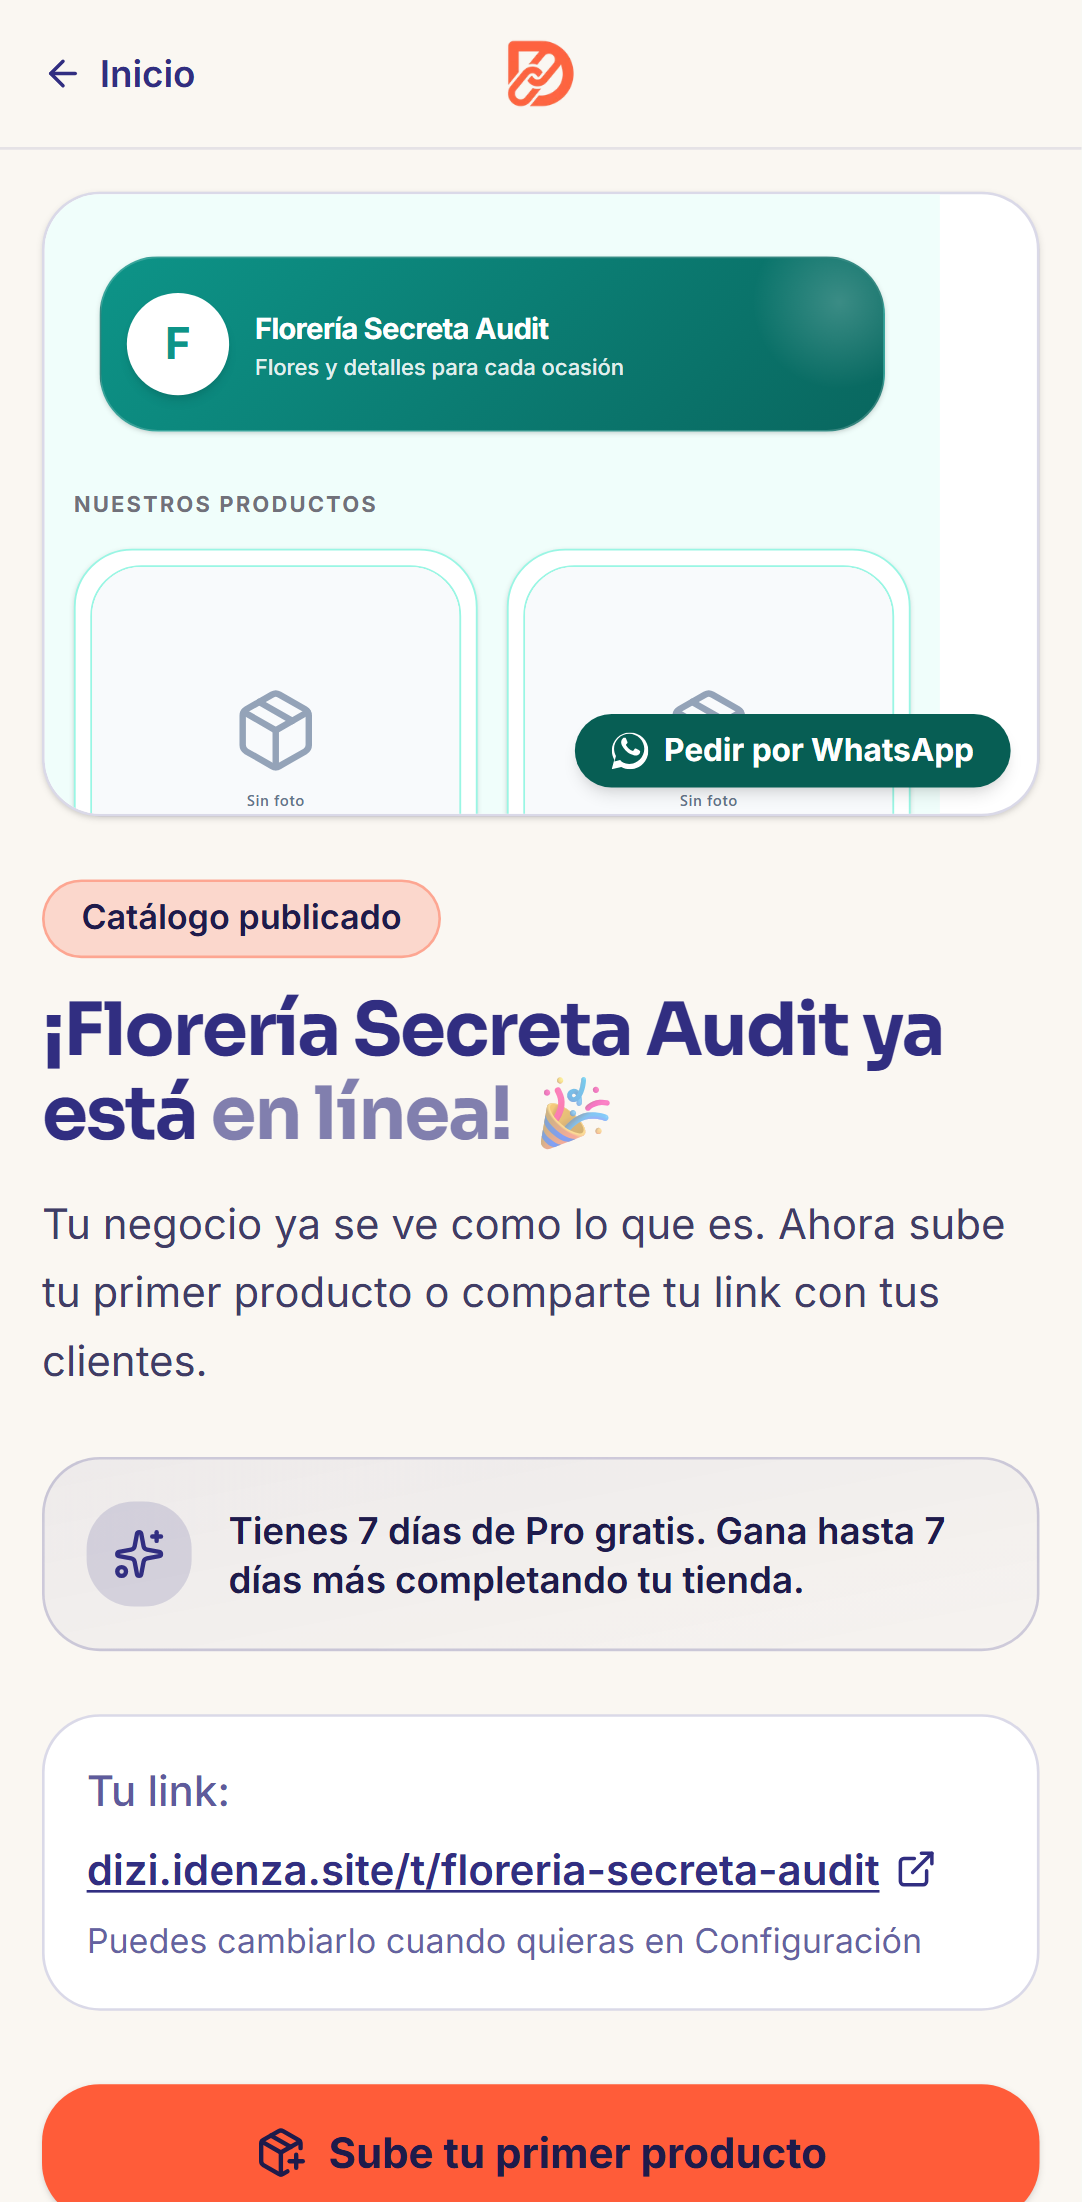 Inicio
F
Florería Secreta Audit
Flores y detalles para cada ocasión
NUESTROS PRODUCTOS
Pedir por WhatsApp
Sin foto
Sin foto
Catálogo publicado
¡Florería Secreta Audit ya
está en línea! 🎉
Tu negocio ya se ve como lo que es. Ahora sube
tu primer producto o comparte tu link con tus
clientes.
Tienes 7 días de Pro gratis. Gana hasta 7
días más completando tu tienda.
Tu link:
dizi.idenza.site/t/floreria-secreta-audit
Puedes cambiarlo cuando quieras en Configuración
Sube tu primer producto